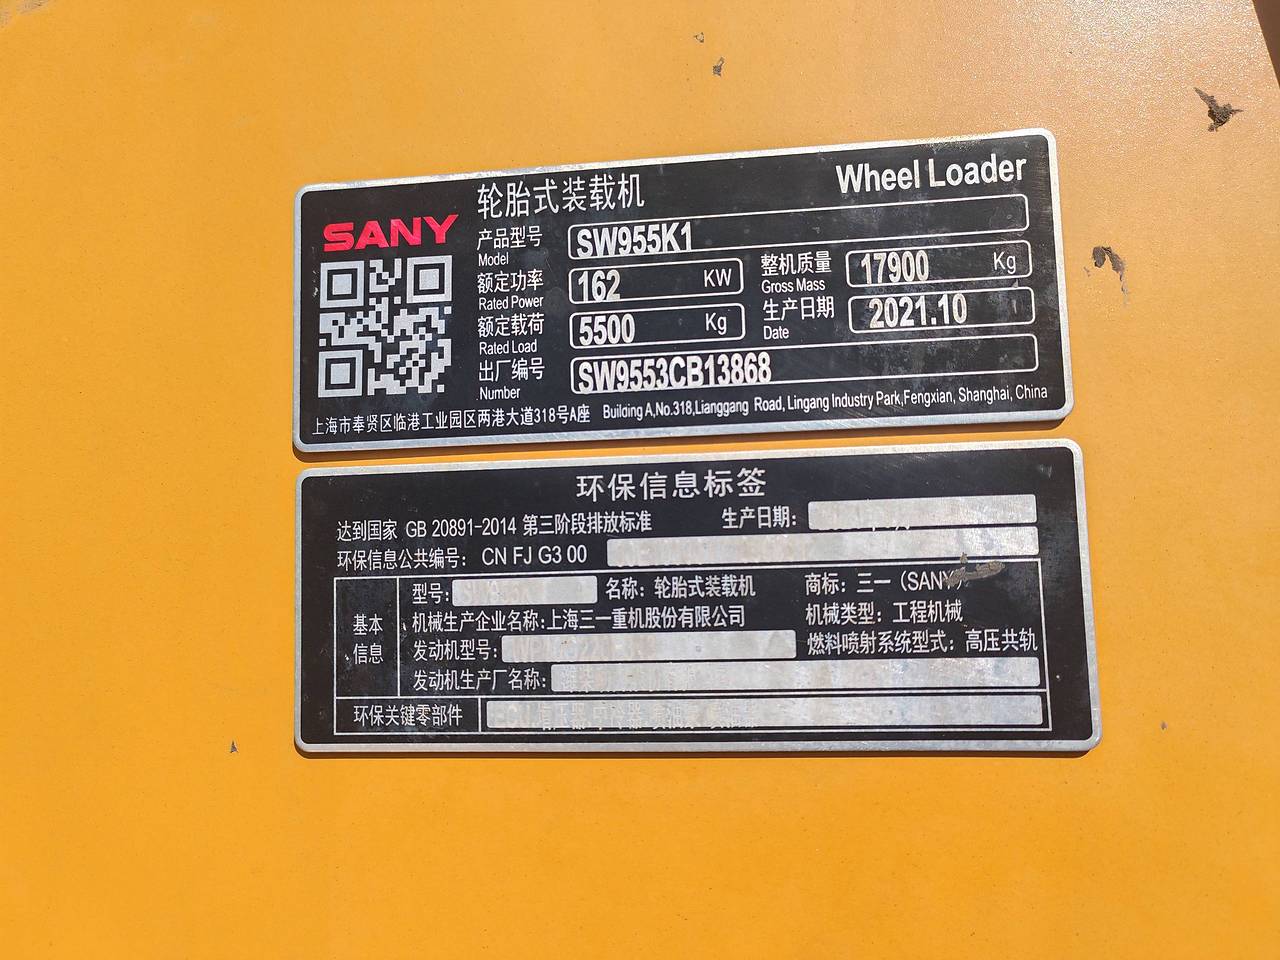 SANY
轮胎式装载机 Wheel Loader
产品型号 Model SW955K1
额定功率 Rated Power 162 KW 整机质量 Gross Mass 17900 Kg
额定载荷 Rated Load 5500 Kg 生产日期 Date 2021.10
出厂编号 Number SW9553CB13868
上海市奉贤区临港工业园区两港大道318号A座 Building A,No.318,Lianggang Road, Lingang Industry Park,Fengxian, Shanghai, China
环保信息标签
达到国家 GB 20891-2014 第三阶段排放标准 生产日期:
环保信息公共编号: CN FJ G3 00
基本信息
型号: 名称: 轮胎式装载机 商标: 三一 (SANY)
机械生产企业名称:上海三一重机股份有限公司 机械类型: 工程机械
发动机型号: 燃料喷射系统型式: 高压共轨
发动机生产厂名称:
环保关键零部件